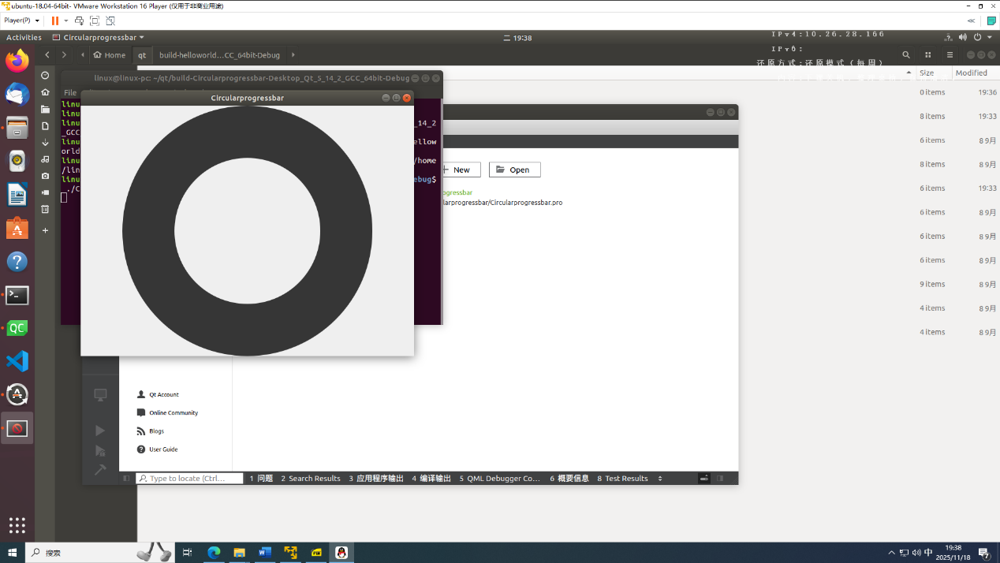 ubuntu-18.04-64bit- VMware Workstation 16 Player (仅用于非商业用途)
Player(P)
Activities
Circularprogressbar
二 19:38
IPv4:10.26.28.166
IPv6:
还原方式:还原模式(每周)
Home
qt
build-helloworld…CC_64bit-Debug
Size
Modified
linux@linux-pc: ~/qt/build-Circularprogressbar-Desktop_Qt_5_14_2_GCC_64bit-Debug
File
Circularprogressbar
linu
linu
linu
_14_2
_GCC
linu
ellow
orld
linu
/home
/lin
linu
ebug$
./C
New
Open
ogressbar
larprogressbar/Circularprogressbar.pro
0 items
19:36
8 items
19:33
6 items
8 9月
8 items
8 9月
6 items
19:33
6 items
8 9月
6 items
8 9月
6 items
8 9月
9 items
8 9月
4 items
8 9月
4 items
8 9月
QC
Qt Account
Online Community
Blogs
User Guide
Type to locate (Ctrl…
1 问题
2 Search Results
3 应用程序输出
4 编译输出
5 QML Debugger Co…
6 概要信息
8 Test Results
搜索
中
19:38
2025/11/18
7